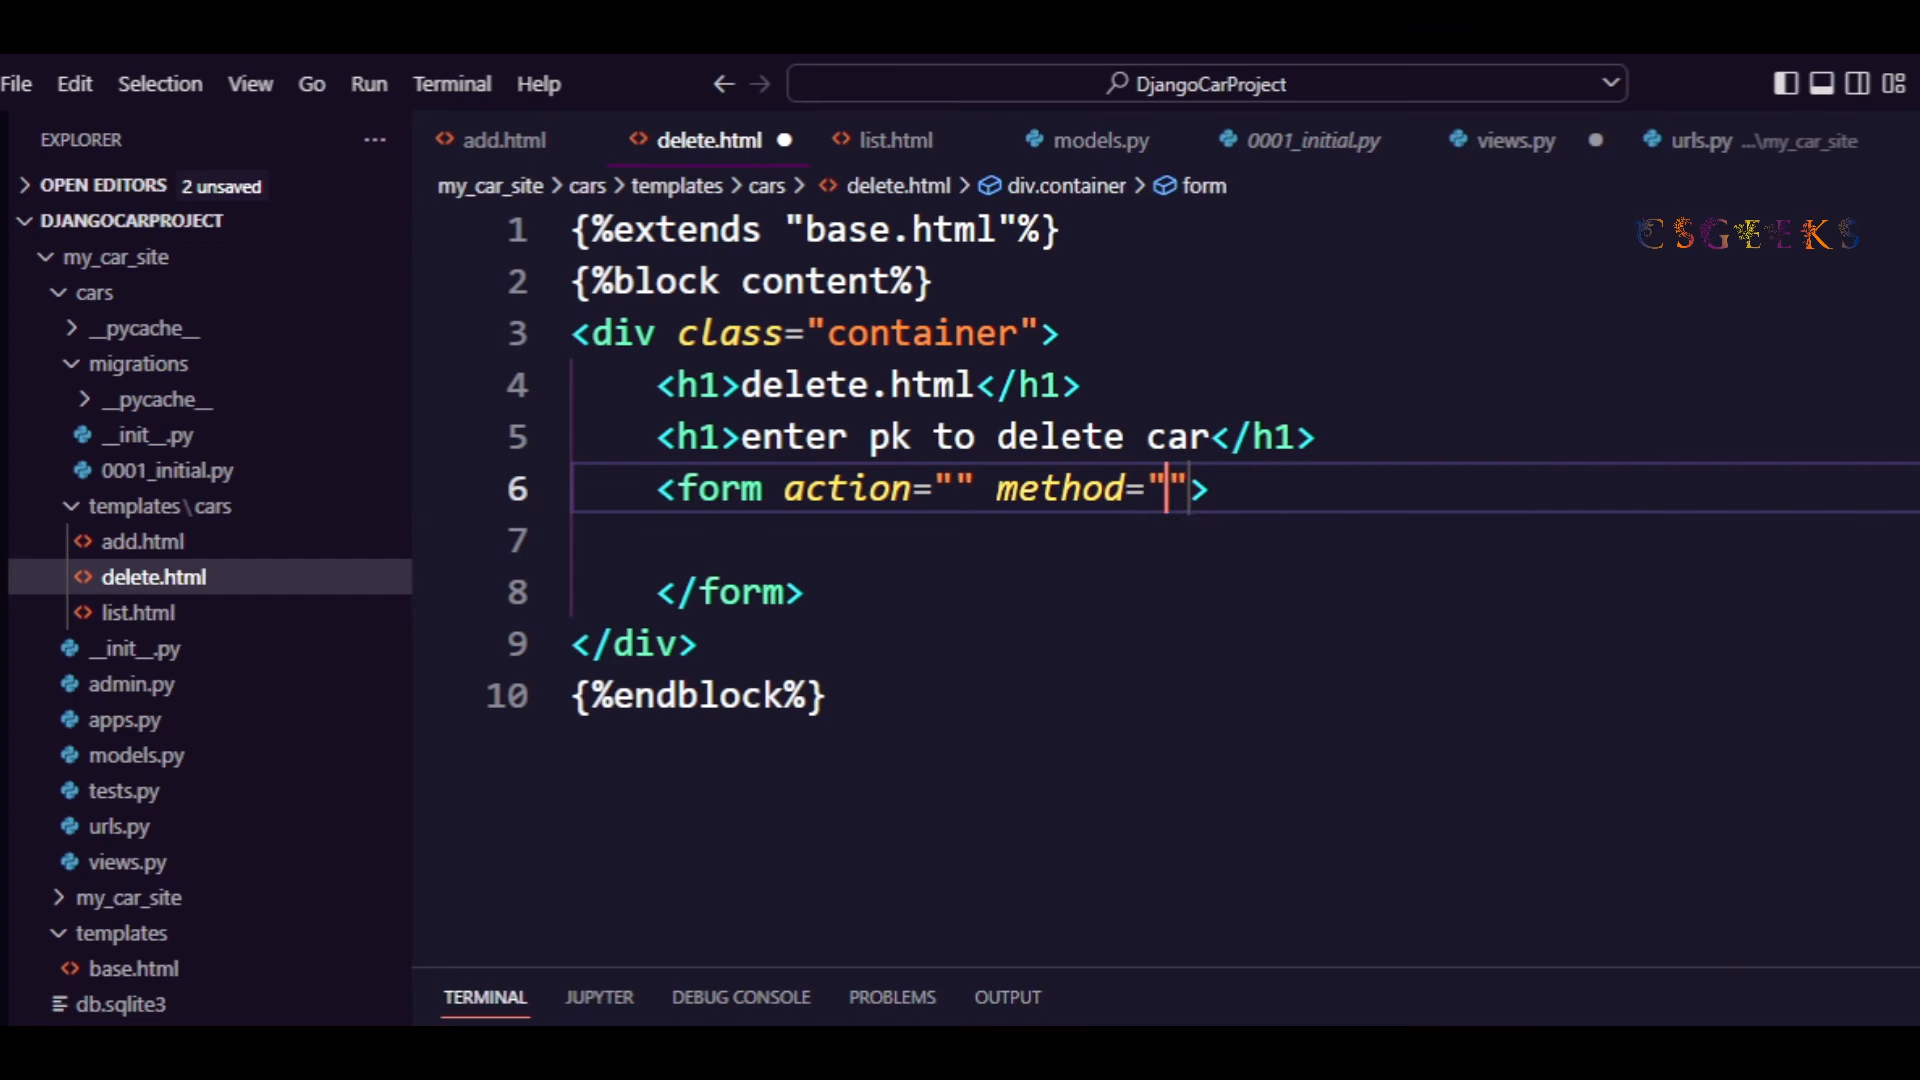 File Edit Selection View Go Run Terminal Help DjangoCarProject
EXPLORER ...
OPEN EDITORS 2 unsaved
DJANGOCARPROJECT
my_car_site
cars
__pycache__
migrations
__pycache__
__init__.py
0001_initial.py
templates\cars
add.html
delete.html
list.html
__init__.py
admin.py
apps.py
models.py
tests.py
urls.py
views.py
my_car_site
templates
base.html
db.sqlite3
add.html delete.html list.html models.py 0001_initial.py views.py urls.py ...\my_car_site
my_car_site > cars > templates > cars > delete.html > div.container > form
CSGEEKS
1 {%extends "base.html"%}
2 {%block content%}
3 <div class="container">
4 <h1>delete.html</h1>
5 <h1>enter pk to delete car</h1>
6 <form action="" method="">
7
8 </form>
9 </div>
10 {%endblock%}
TERMINAL JUPYTER DEBUG CONSOLE PROBLEMS OUTPUT